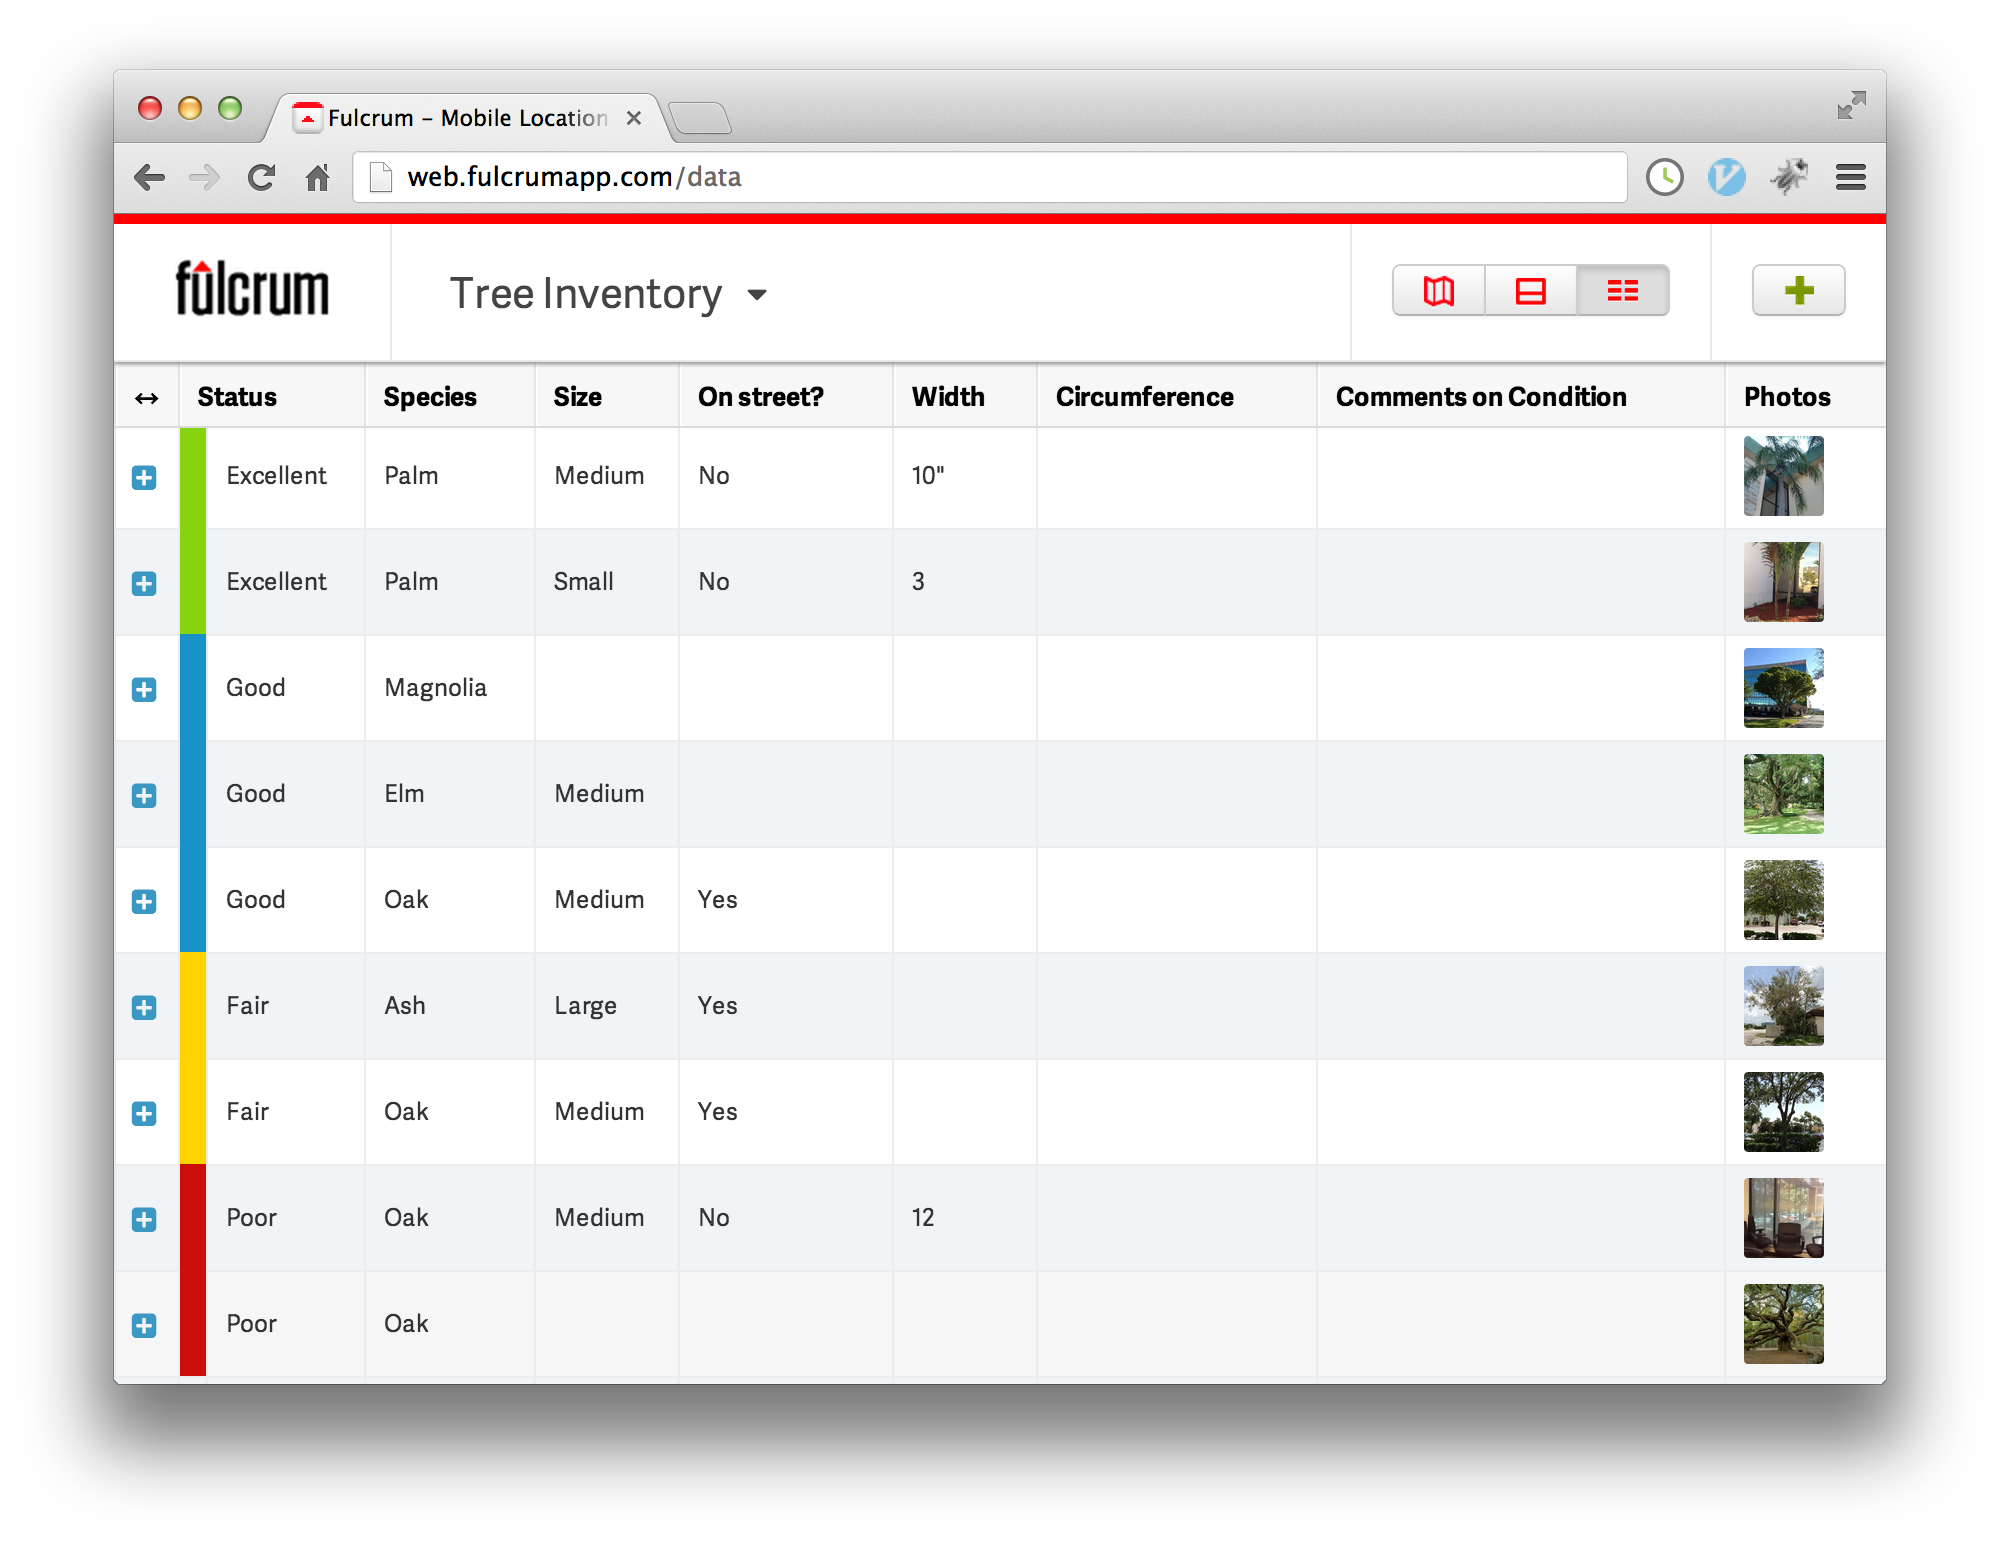 Fulcrum – Mobile Location
web.fulcrumapp.com/data
fulcrum
Tree Inventory
Status Species Size On street? Width Circumference Comments on Condition Photos
Excellent Palm Medium No 10"
Excellent Palm Small No 3
Good Magnolia
Good Elm Medium
Good Oak Medium Yes
Fair Ash Large Yes
Fair Oak Medium Yes
Poor Oak Medium No 12
Poor Oak